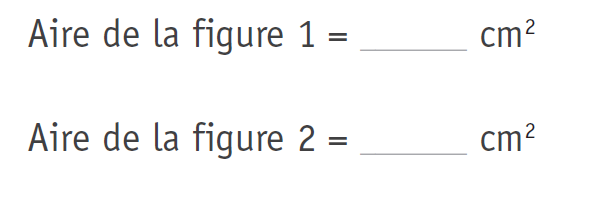 Aire de la figure 1 = ______ cm²
Aire de la figure 2 = ______ cm²